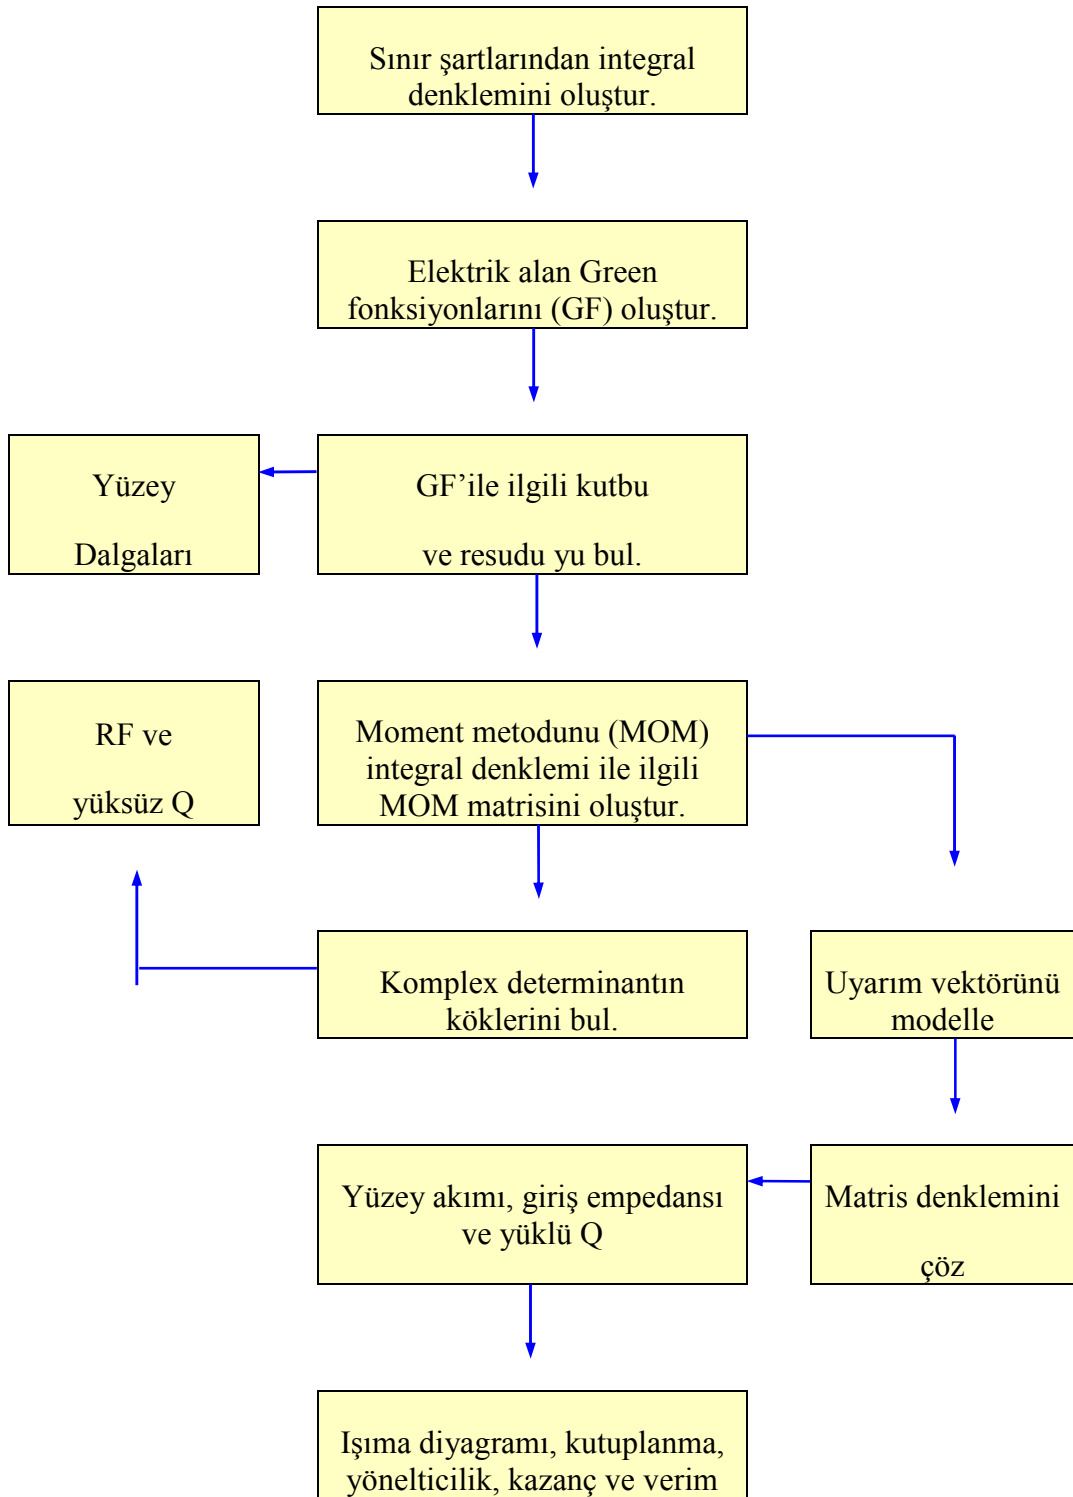 Sınır şartlarından integral
denklemini oluştur.
Elektrik alan Green
fonksiyonlarını (GF) oluştur.
Yüzey
Dalgaları
GF’ile ilgili kutbu
ve resudu yu bul.
RF ve
yüksüz Q
Moment metodunu (MOM)
integral denklemi ile ilgili
MOM matrisini oluştur.
Komplex determinantın
köklerini bul.
Uyarım vektörünü
modelle
Yüzey akımı, giriş empedansı
ve yüklü Q
Matris denklemini
çöz
Işıma diyagramı, kutuplanma,
yönelticilik, kazanç ve verim